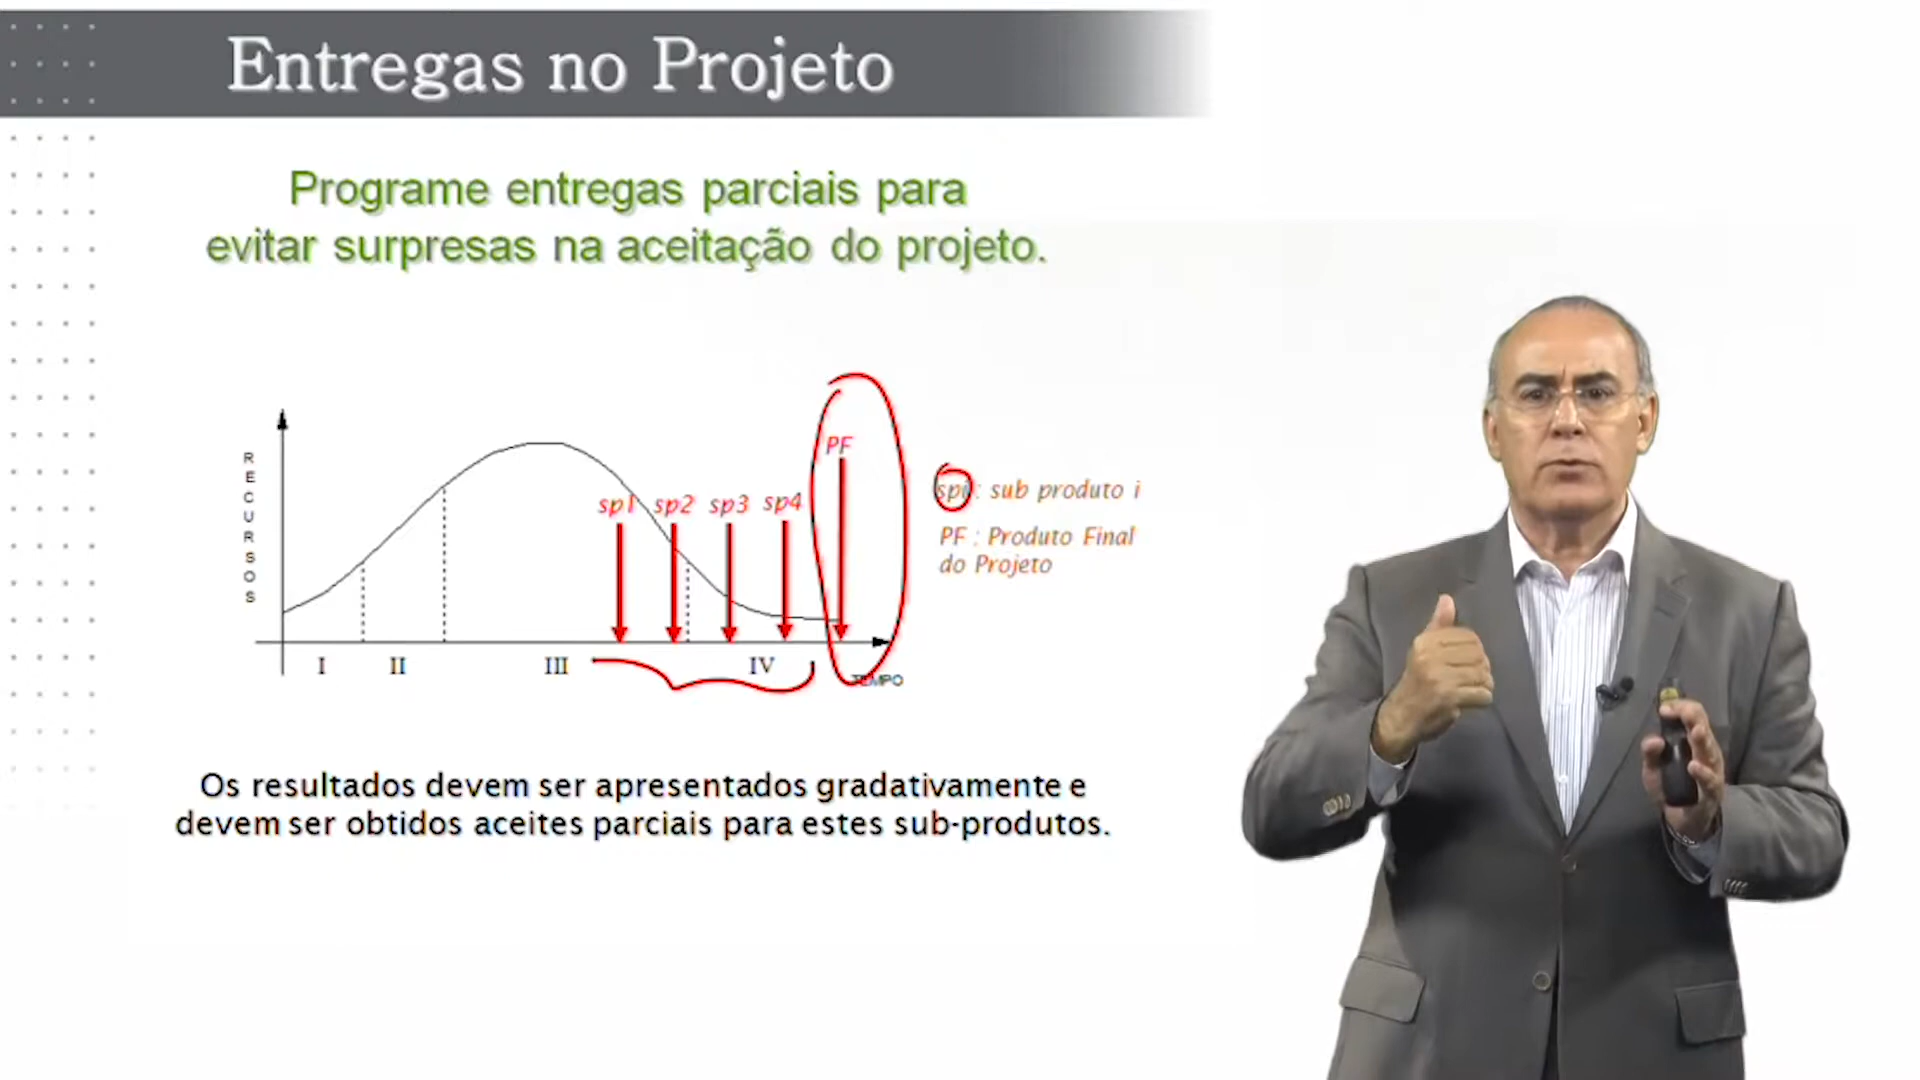 Entregas no Projeto
Programe entregas parciais para
evitar surpresas na aceitação do projeto.
RECURSOS
PF
sp1 sp2 sp3 sp4
spi : sub produto i
PF : Produto Final
do Projeto
I II III IV
TEMPO
Os resultados devem ser apresentados gradativamente e
devem ser obtidos aceites parciais para estes sub-produtos.